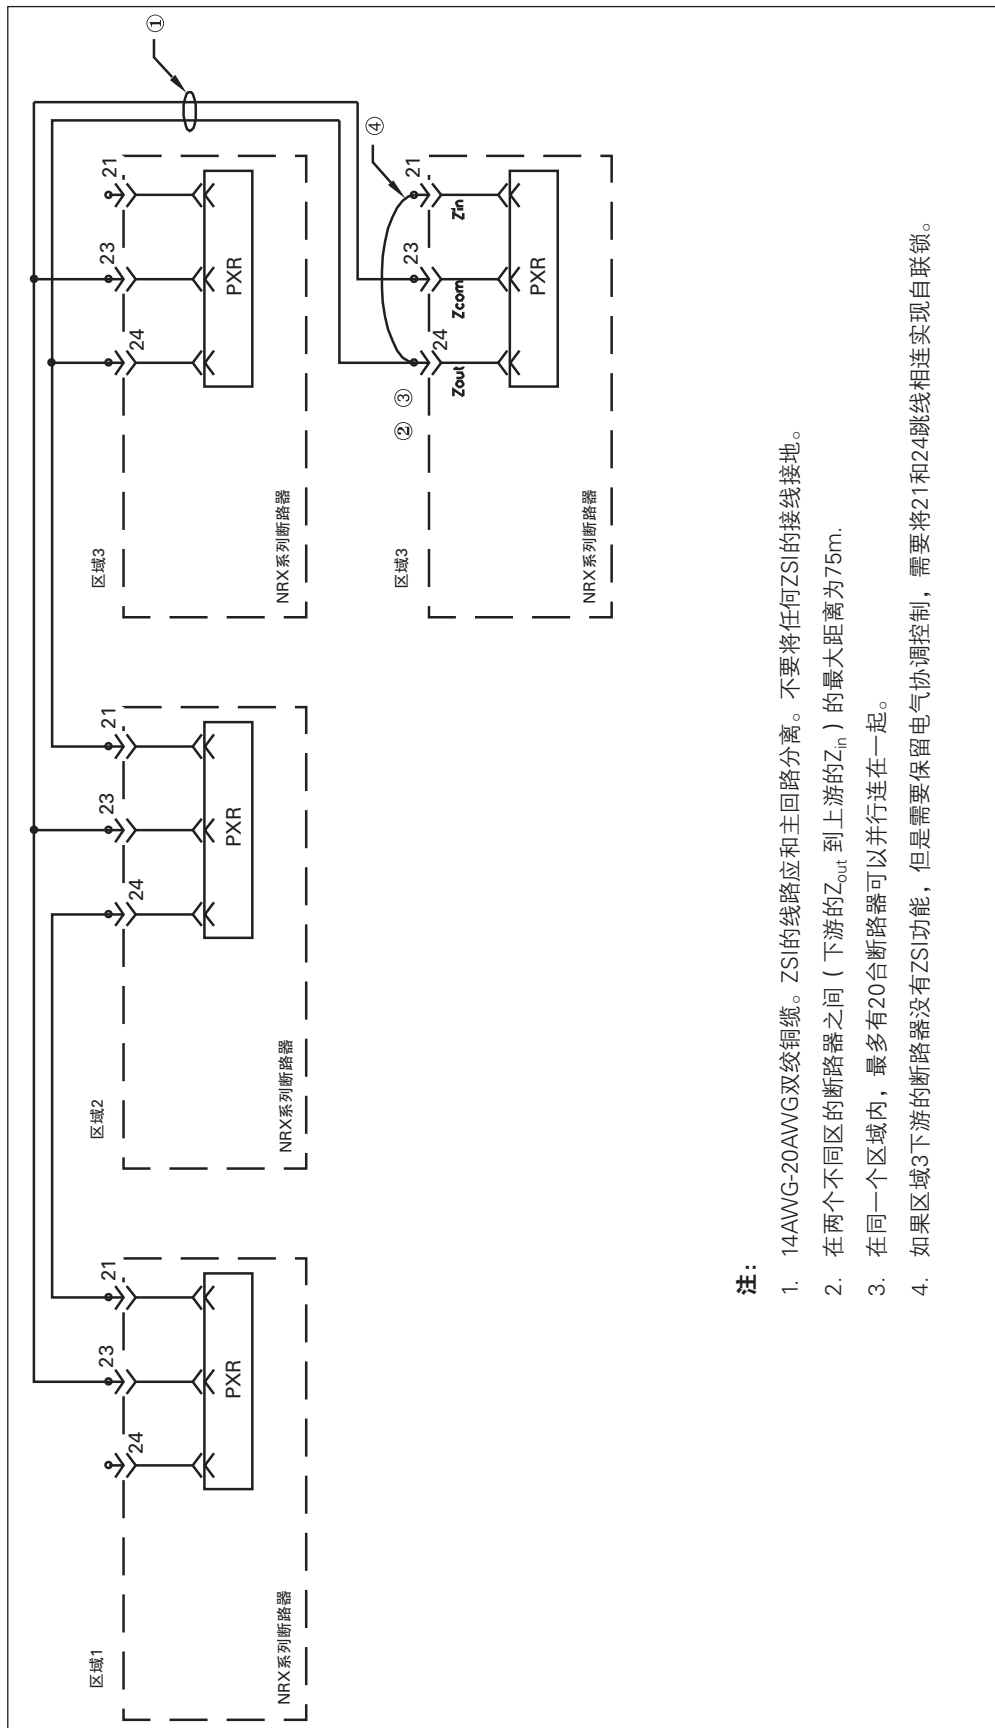 区域1
24
23
21
PXR
NRX系列断路器
区域2
24
23
21
PXR
NRX系列断路器
区域3
24
23
21
PXR
NRX系列断路器
①
区域3
②
③
④
24
23
21
Zout
Zcom
Zin
PXR
NRX系列断路器
注：
1. 14AWG-20AWG双绞铜缆。ZSI的线路应和主回路分离。不要将任何ZSI的接线接地。
2. 在两个不同区的断路器之间（下游的Zout 到上游的Zin）的最大距离为75m.
3. 在同一个区域内，最多有20台断路器可以并行连在一起。
4. 如果区域3下游的断路器没有ZSI功能，但是需要保留电气协调控制，需要将21和24跳线相连实现自联锁。